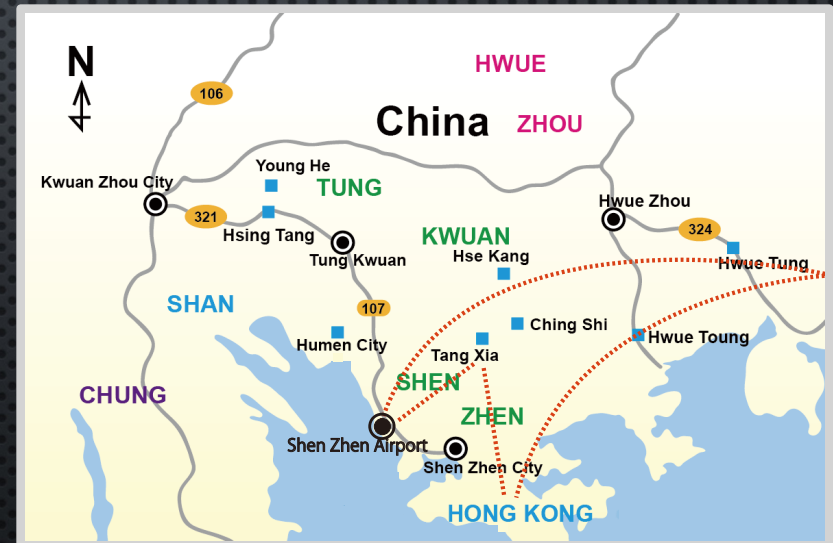 N
HWUE
106
China
ZHOU
Young He
Kwuan Zhou City
TUNG
Hwue Zhou
321
324
Hsing Tang
KWUAN
Tung Kwuan
Hse Kang
Hwue Tung
SHAN
107
Ching Shi
Humen City
Hwue Toung
Tang Xia
SHEN
CHUNG
ZHEN
Shen Zhen Airport
Shen Zhen City
HONG KONG